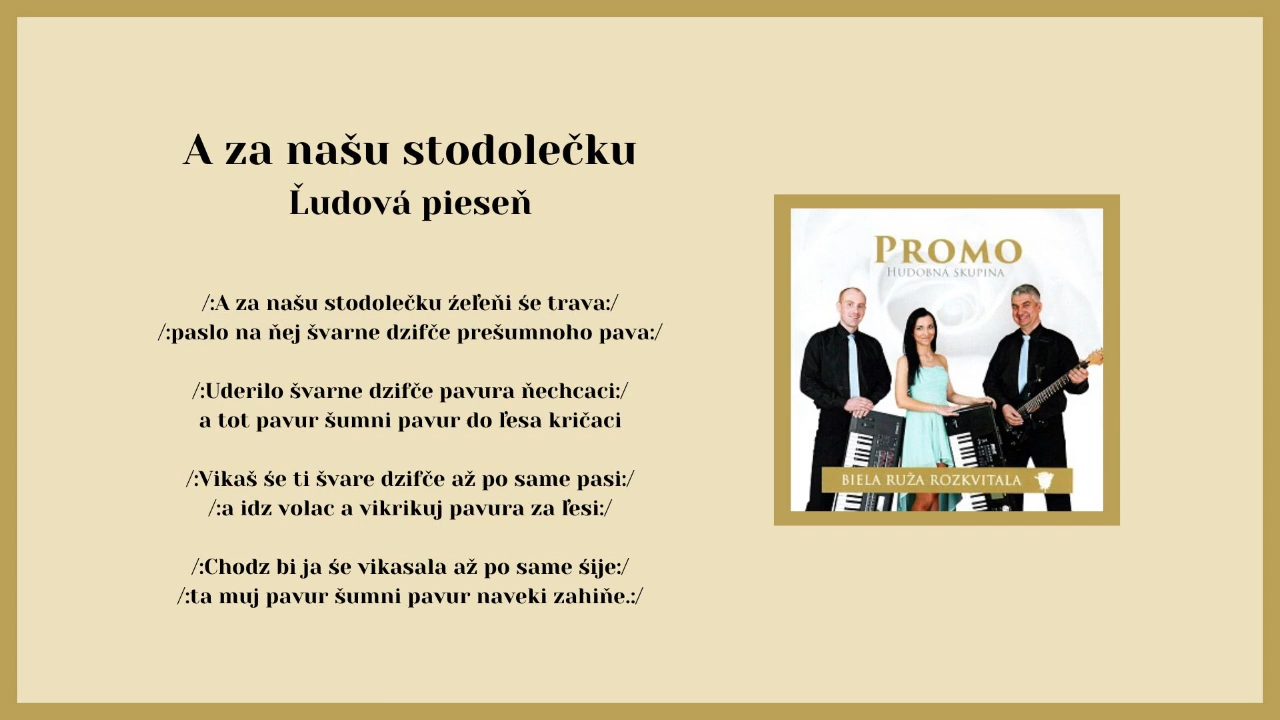 A za našu stodolečku
Ľudová pieseň
/:A za našu stodolečku źeľeňi śe trava:/
/:paslo na ňej švarne dzifče prešumnoho pava:/
/:Uderilo švarne dzifče pavura ňechcaci:/
a tot pavur šumni pavur do ľesa kričaci
/:Vikaš śe ti švare dzifče až po same pasi:/
/:a idz volac a vikrikuj pavura za ľesi:/
/:Chodz bi ja śe vikasala až po same śije:/
/:ta muj pavur šumni pavur naveki zahiňe.:/
PROMO
HUDOBNÁ SKUPINA
BIELA RUŽA ROZKVITALA